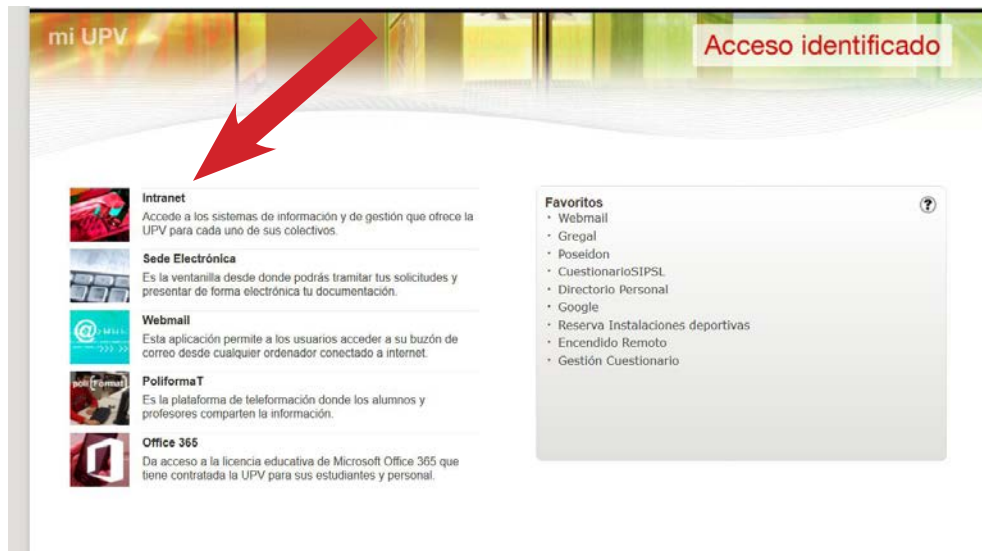 mi UPV
Acceso identificado
Intranet
Accede a los sistemas de información y de gestión que ofrece la
UPV para cada uno de sus colectivos.
Sede Electrónica
Es la ventanilla desde donde podrás tramitar tus solicitudes y
presentar de forma electrónica tu documentación.
Webmail
Esta aplicación permite a los usuarios acceder a su buzón de
correo desde cualquier ordenador conectado a internet.
poli[Format]
PoliformaT
Es la plataforma de teleformación donde los alumnos y
profesores comparten la información.
Office 365
Da acceso a la licencia educativa de Microsoft Office 365 que
tiene contratada la UPV para sus estudiantes y personal.
Favoritos
?
· Webmail
· Gregal
· Poseidon
· CuestionarioSIPSL
· Directorio Personal
· Google
· Reserva Instalaciones deportivas
· Encendido Remoto
· Gestión Cuestionario